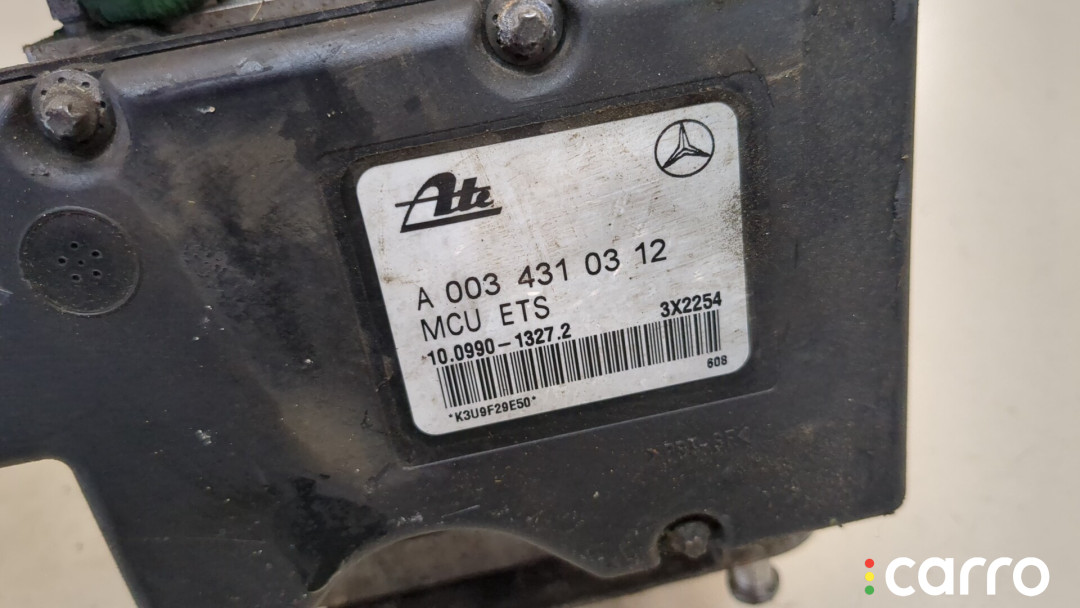 Ate
A 003 431 03 12
MCU ETS
10.0990-1327.2 3X2254
*K3U9F29E50* 608
carro